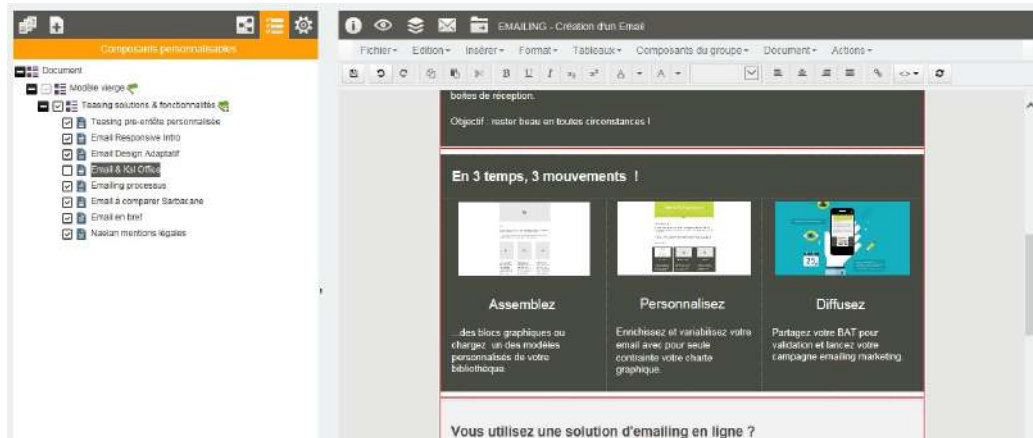 EMAILING - Création d'un Email
Composants personnalisables
Fichier Edition Insérer Format Tableaux Composants du groupe Document Actions
Document
Modèle vierge
Teasing solutions & fonctionnalités
Teasing pre-entête personnalisée
Email Responsive Intro
Email Design Adaptatif
Email & Ksl Office
Emailing processus
Email à comparer Sarbacane
Email en bref
Naelan mentions légales
B U I x₂ x² A A
boites de réception.
Objectif : rester beau en toutes circonstances !
En 3 temps, 3 mouvements !
Assemblez
...des blocs graphiques ou
chargez un des modèles
personnalisés de votre
bibliothèque.
Personnalisez
Enrichissez et variabilisez votre
email avec pour seule
contrainte votre charte
graphique.
Diffusez
Partagez votre BAT pour
validation et lancez votre
campagne emailing marketing.
Vous utilisez une solution d'emailing en ligne ?